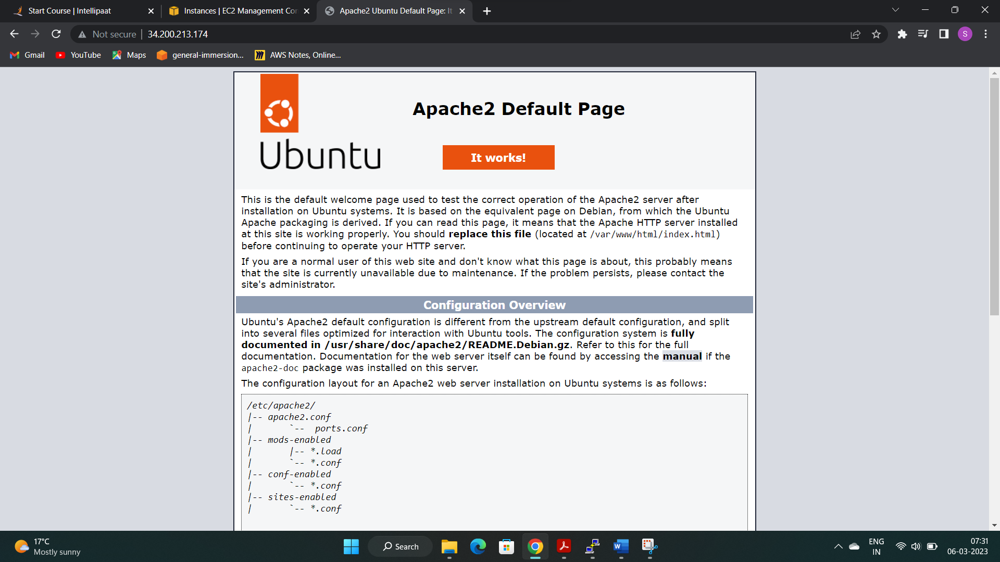 Start Course | Intellipaat
Instances | EC2 Management Con
Apache2 Ubuntu Default Page: It
Not secure | 34.200.213.174
S
Gmail
YouTube
Maps
general-immersion...
AWS Notes, Online...
Ubuntu
Apache2 Default Page
It works!
This is the default welcome page used to test the correct operation of the Apache2 server after
installation on Ubuntu systems. It is based on the equivalent page on Debian, from which the Ubuntu
Apache packaging is derived. If you can read this page, it means that the Apache HTTP server installed
at this site is working properly. You should replace this file (located at /var/www/html/index.html)
before continuing to operate your HTTP server.
If you are a normal user of this web site and don't know what this page is about, this probably means
that the site is currently unavailable due to maintenance. If the problem persists, please contact the
site's administrator.
Configuration Overview
Ubuntu's Apache2 default configuration is different from the upstream default configuration, and split
into several files optimized for interaction with Ubuntu tools. The configuration system is fully
documented in /usr/share/doc/apache2/README.Debian.gz. Refer to this for the full
documentation. Documentation for the web server itself can be found by accessing the manual if the
apache2-doc package was installed on this server.
The configuration layout for an Apache2 web server installation on Ubuntu systems is as follows:
/etc/apache2/
|-- apache2.conf
|       `--  ports.conf
|-- mods-enabled
|       |-- *.load
|       `-- *.conf
|-- conf-enabled
|       `-- *.conf
|-- sites-enabled
|       `-- *.conf
17°C
Mostly sunny
Search
W
ENG
IN
07:31
06-03-2023